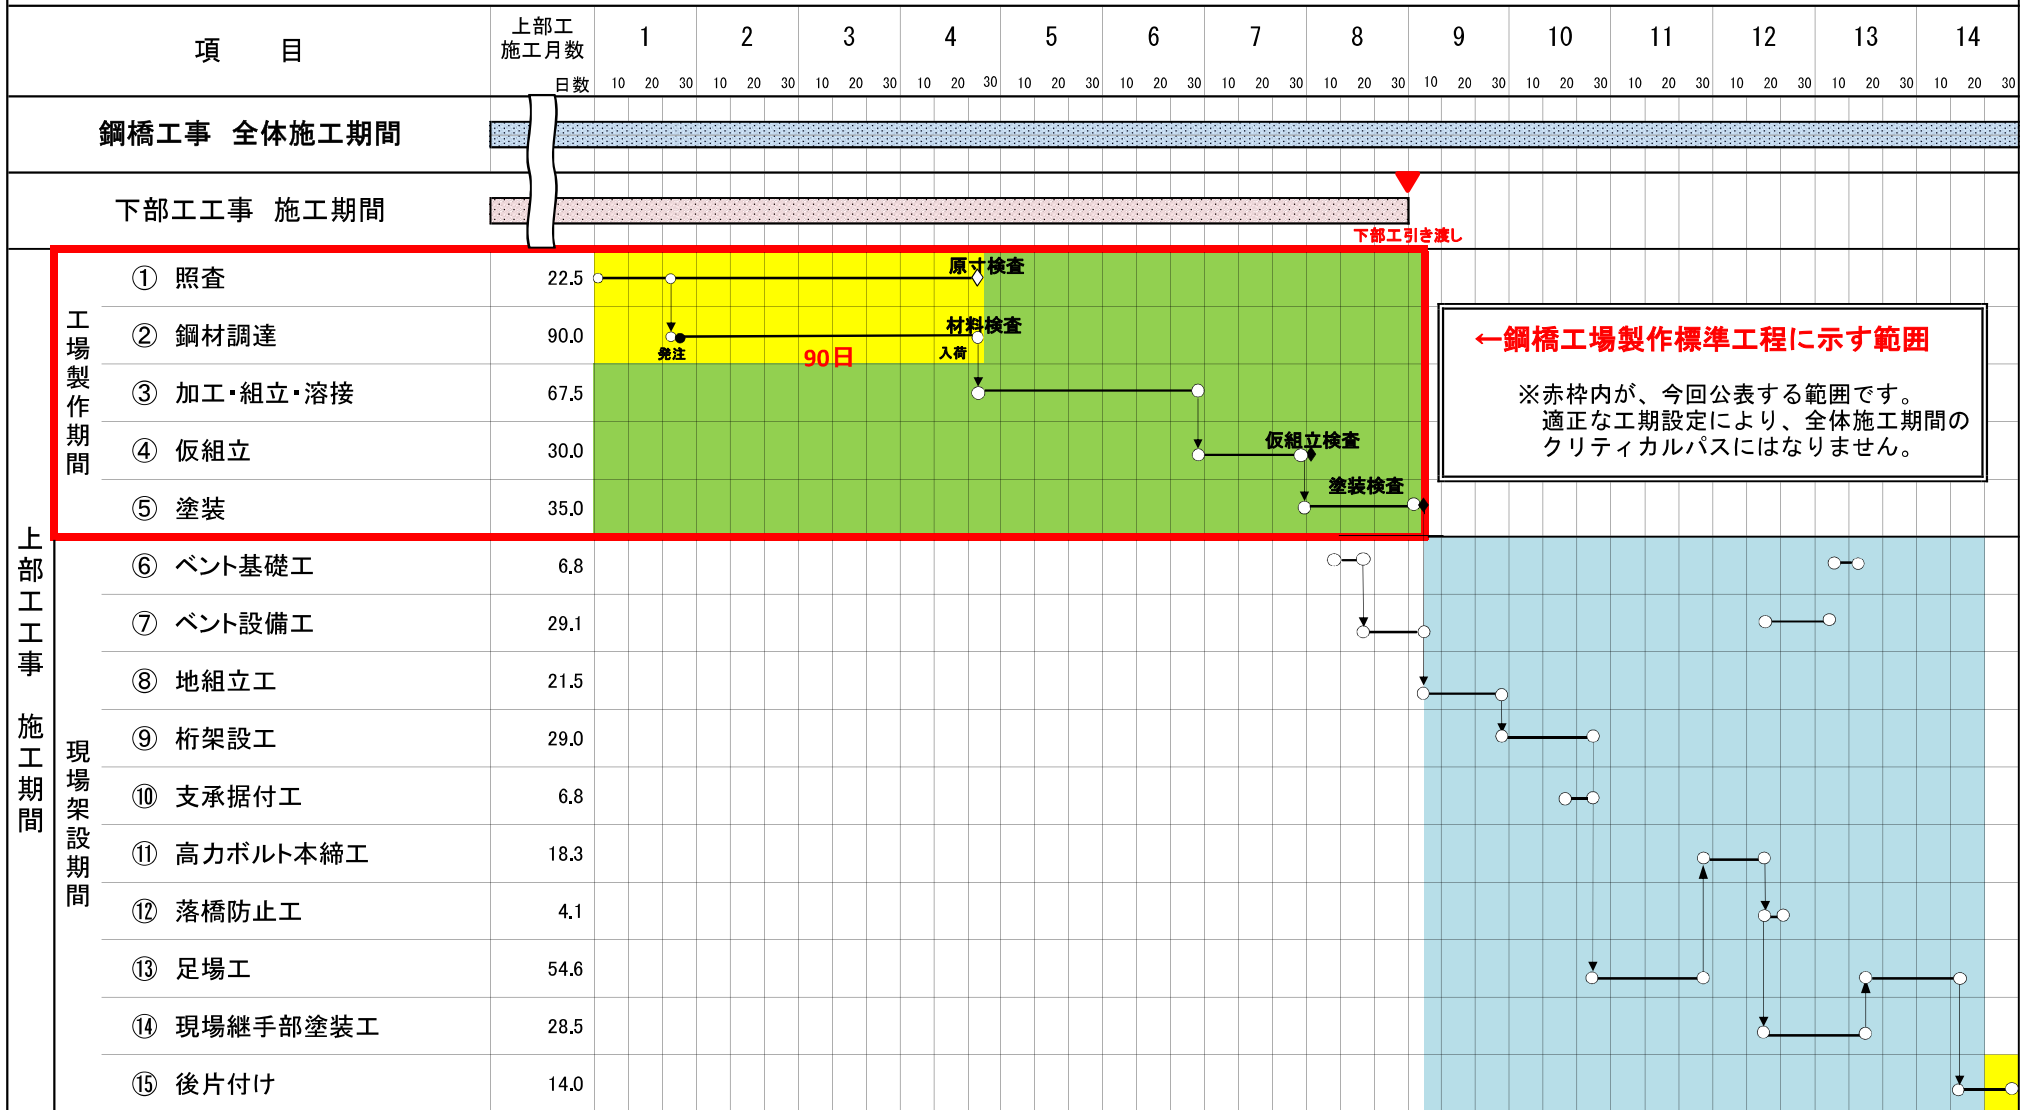 項　目
上部工
施工月数
日数
1 2 3 4 5 6 7 8 9 10 11 12 13 14
10 20 30 10 20 30 10 20 30 10 20 30 10 20 30 10 20 30 10 20 30 10 20 30 10 20 30 10 20 30 10 20 30 10 20 30 10 20 30 10 20 30
鋼橋工事　全体施工期間
下部工工事　施工期間
下部工引き渡し
上部工工事　施工期間
工場製作期間
① 照査 22.5
原寸検査
② 鋼材調達 90.0
材料検査
発注
90日
入荷
③ 加工・組立・溶接 67.5
④ 仮組立 30.0
仮組立検査
⑤ 塗装 35.0
塗装検査
←鋼橋工場製作標準工程に示す範囲
※赤枠内が、今回公表する範囲です。
適正な工期設定により、全体施工期間の
クリティカルパスにはなりません。
現場架設期間
⑥ ベント基礎工 6.8
⑦ ベント設備工 29.1
⑧ 地組立工 21.5
⑨ 桁架設工 29.0
⑩ 支承据付工 6.8
⑪ 高力ボルト本締工 18.3
⑫ 落橋防止工 4.1
⑬ 足場工 54.6
⑭ 現場継手部塗装工 28.5
⑮ 後片付け 14.0